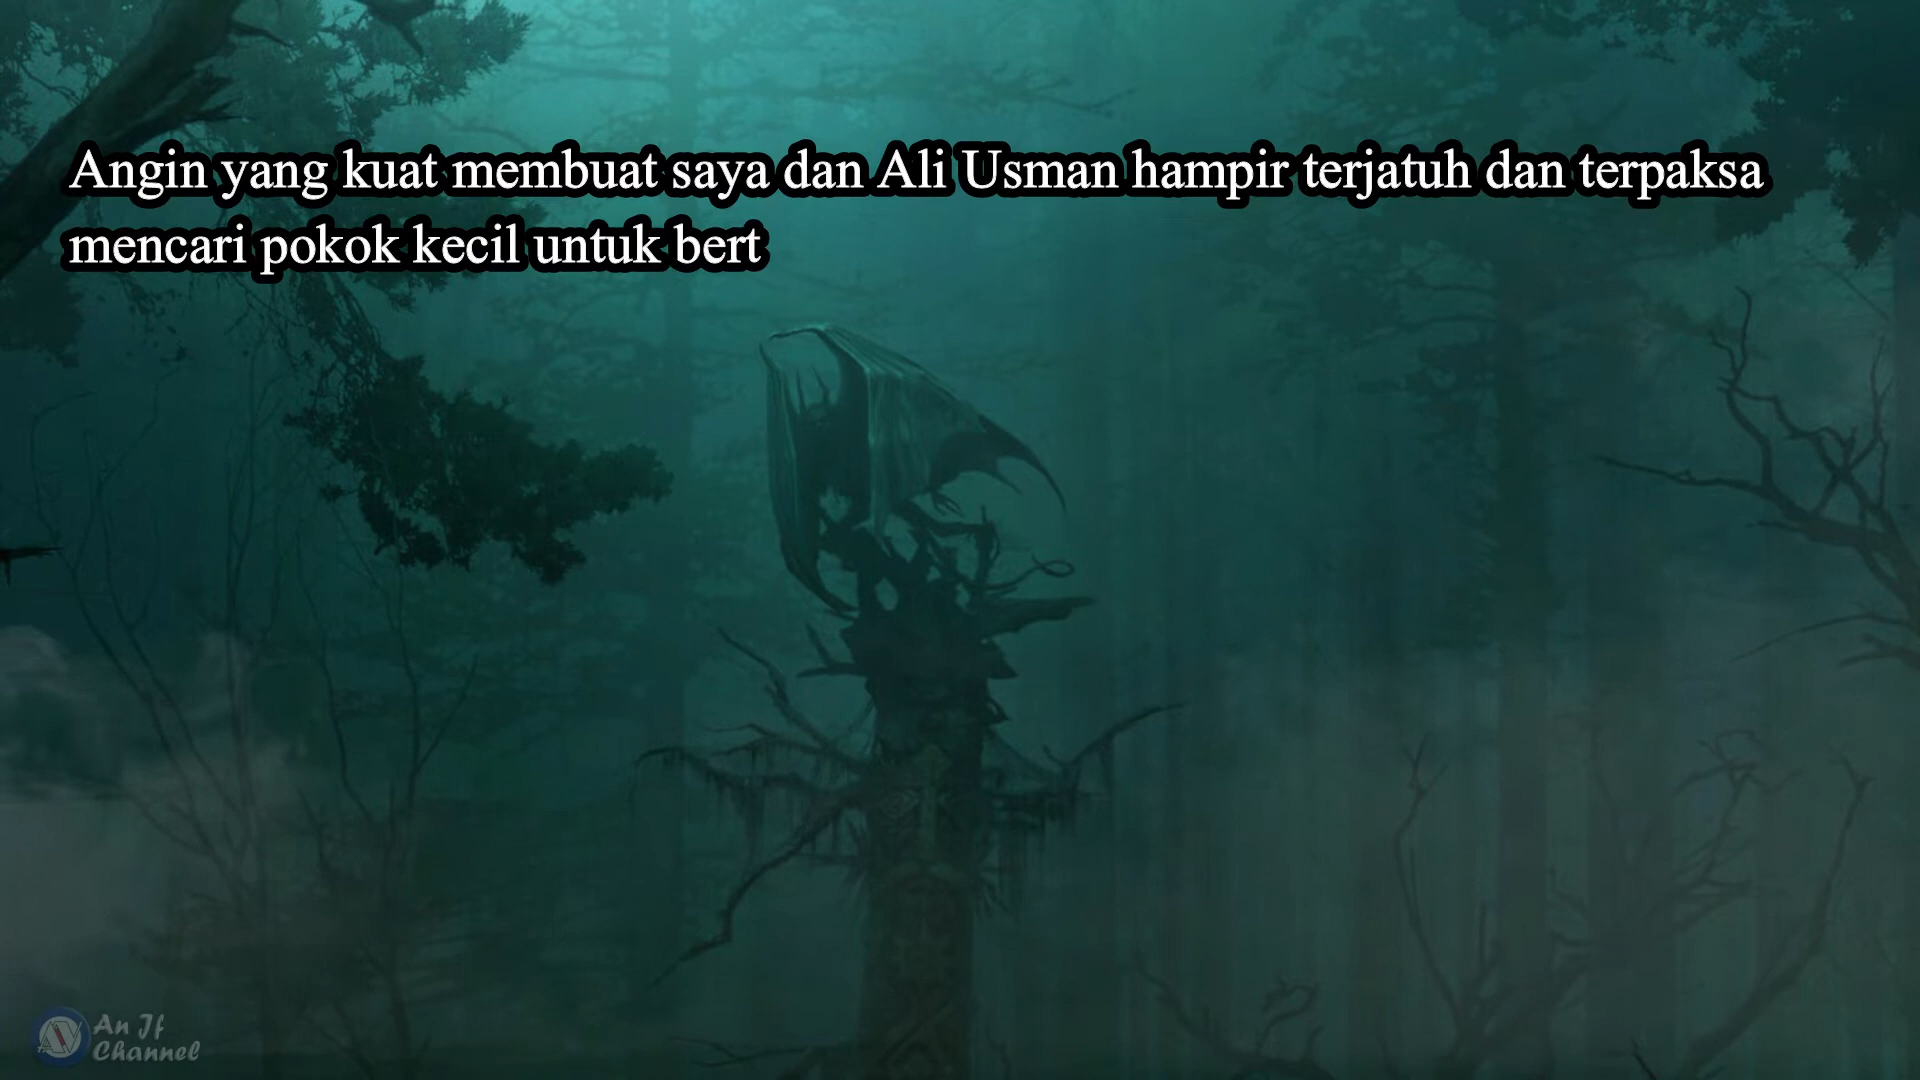 Angin yang kuat membuat saya dan Ali Usman hampir terjatuh dan terpaksa
mencari pokok kecil untuk bert
An If
Channel